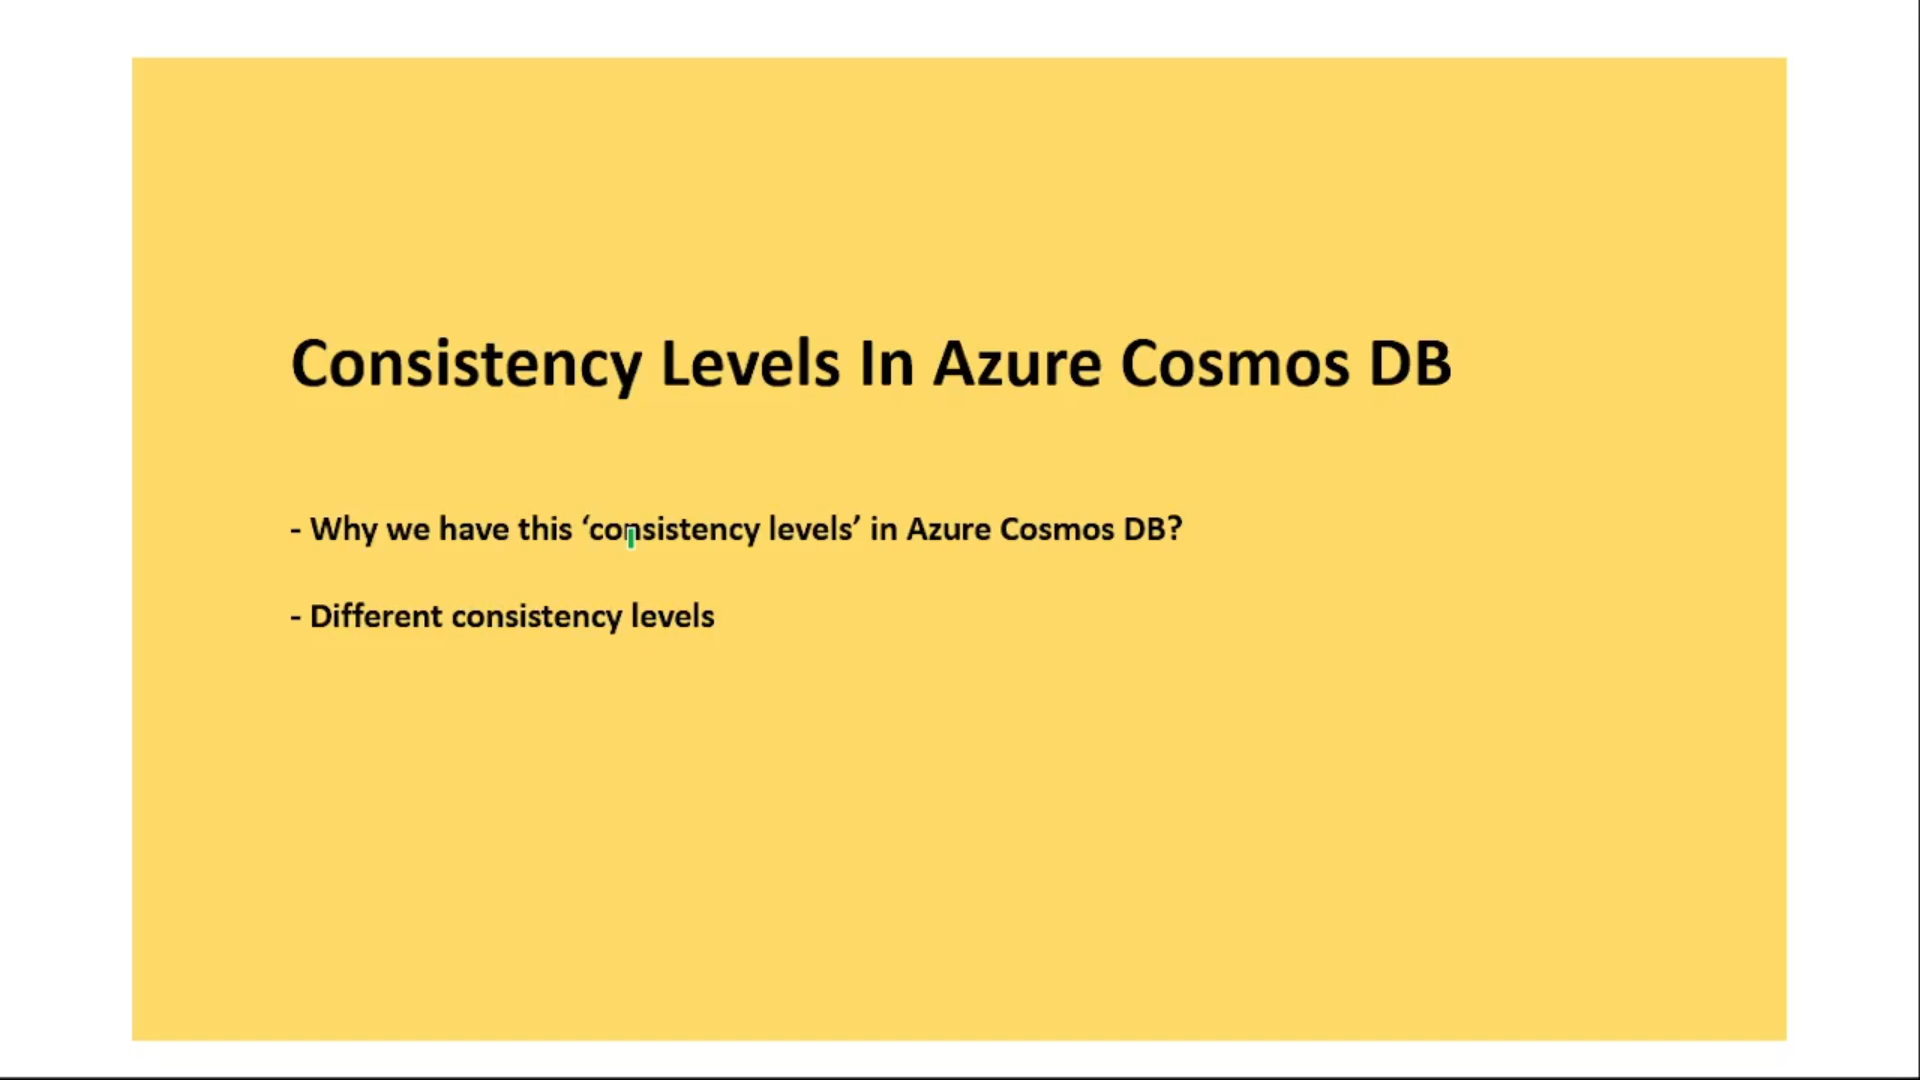 Consistency Levels In Azure Cosmos DB
- Why we have this ‘consistency levels’ in Azure Cosmos DB?
- Different consistency levels